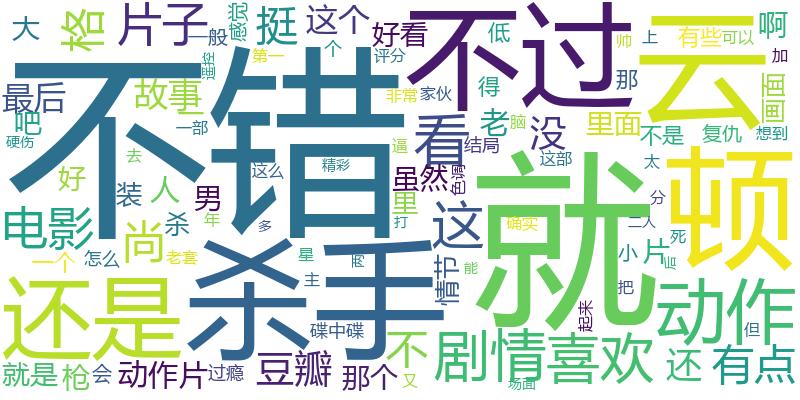 大
格
片子
一般
感觉
挺
这个
个
好看
评分
不过
低
云
帅
上
有些
可以
啊
加
画面
最后
故事
遥控
第一
非常
家伙
得
那
吧
硬伤
不错
一部
逼
看
结局
老
脑
没
里面
不是
复仇
想到
去
这么
精彩
虽然
色调
这部
太
好
装
人
男
里
就
分
顿
电影
尚
杀
年
多
打
这
确实
二人
一个
怎么
老套
星
情节
能
小
片
死
后
还是
杀手
主
碟中碟
把
起来
动作
但
就是
枪
会
动作片
过瘾
豆瓣
那个
不
又
剧情
喜欢
场面
还
有点